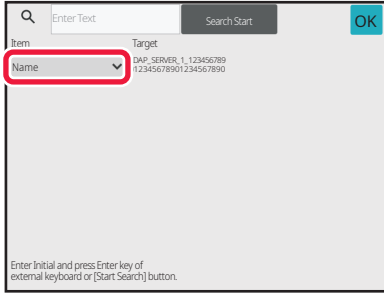 Enter Text
Search Start
OK
Item
Target
Name
DAP_SERVER_1_123456789
012345678901234567890
Enter Initial and press Enter key of
external keyboard or [Start Search] button.